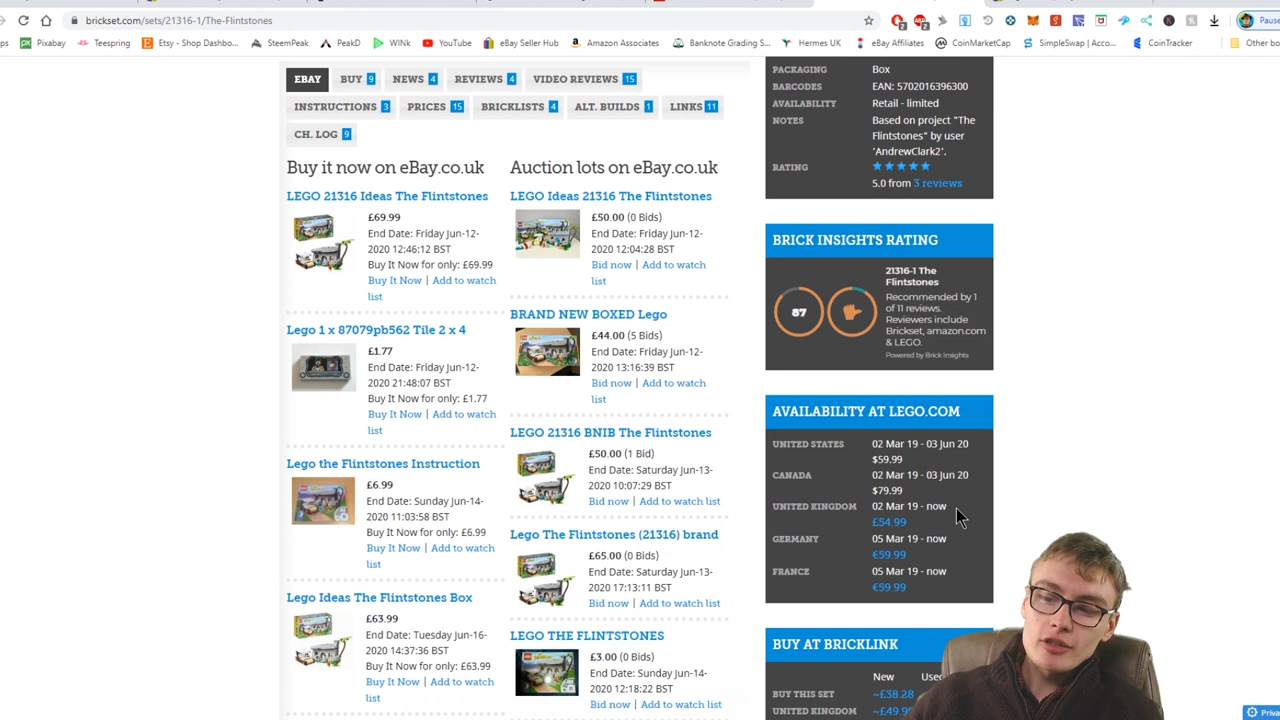 brickset.com/sets/21316-1/The-Flintstones
Pause
ps Pixabay Teespring Etsy - Shop Dashbo... SteemPeak PeakD WINk YouTube eBay Seller Hub Amazon Associates Banknote Grading S... Hermes UK eBay Affiliates CoinMarketCap SimpleSwap | Acco... CoinTracker Other bo
EBAY BUY 9 NEWS 4 REVIEWS 4 VIDEO REVIEWS 15
INSTRUCTIONS 3 PRICES 15 BRICKLISTS 4 ALT. BUILDS 1 LINKS 11
CH. LOG 9
Buy it now on eBay.co.uk
LEGO 21316 Ideas The Flintstones
£69.99
End Date: Friday Jun-12-
2020 12:46:12 BST
Buy It Now for only: £69.99
Buy It Now | Add to watch
list
Lego 1 x 87079pb562 Tile 2 x 4
£1.77
End Date: Friday Jun-12-
2020 21:48:07 BST
Buy It Now for only: £1.77
Buy It Now | Add to watch
list
Lego the Flintstones Instruction
£6.99
End Date: Sunday Jun-14-
2020 11:03:58 BST
Buy It Now for only: £6.99
Buy It Now | Add to watch
list
Lego Ideas The Flintstones Box
£63.99
End Date: Tuesday Jun-16-
2020 14:37:36 BST
Buy It Now for only: £63.99
Buy It Now | Add to watch
list
Auction lots on eBay.co.uk
LEGO Ideas 21316 The Flintstones
£50.00 (0 Bids)
End Date: Friday Jun-12-
2020 12:04:28 BST
Bid now | Add to watch
list
BRAND NEW BOXED Lego
£44.00 (5 Bids)
End Date: Friday Jun-12-
2020 13:16:39 BST
Bid now | Add to watch
list
LEGO 21316 BNIB The Flintstones
£50.00 (1 Bid)
End Date: Saturday Jun-13-
2020 10:07:29 BST
Bid now | Add to watch list
Lego The Flintstones (21316) brand
£65.00 (0 Bids)
End Date: Saturday Jun-13-
2020 17:13:11 BST
Bid now | Add to watch list
LEGO THE FLINTSTONES
£3.00 (0 Bids)
End Date: Sunday Jun-14-
2020 12:18:22 BST
Bid now | Add to watch list
PACKAGING Box
BARCODES EAN: 5702016396300
AVAILABILITY Retail - limited
NOTES Based on project "The
Flintstones" by user
'AndrewClark2'.
RATING
5.0 from 3 reviews
BRICK INSIGHTS RATING
87
21316-1 The
Flintstones
Recommended by 1
of 11 reviews.
Reviewers include
Brickset, amazon.com
& LEGO.
Powered by Brick Insights
AVAILABILITY AT LEGO.COM
UNITED STATES 02 Mar 19 - 03 Jun 20
$59.99
CANADA 02 Mar 19 - 03 Jun 20
$79.99
UNITED KINGDOM 02 Mar 19 - now
£54.99
GERMANY 05 Mar 19 - now
€59.99
FRANCE 05 Mar 19 - now
€59.99
BUY AT BRICKLINK
New Used
BUY THIS SET ~£38.28
UNITED KINGDOM ~£49.99
Priva